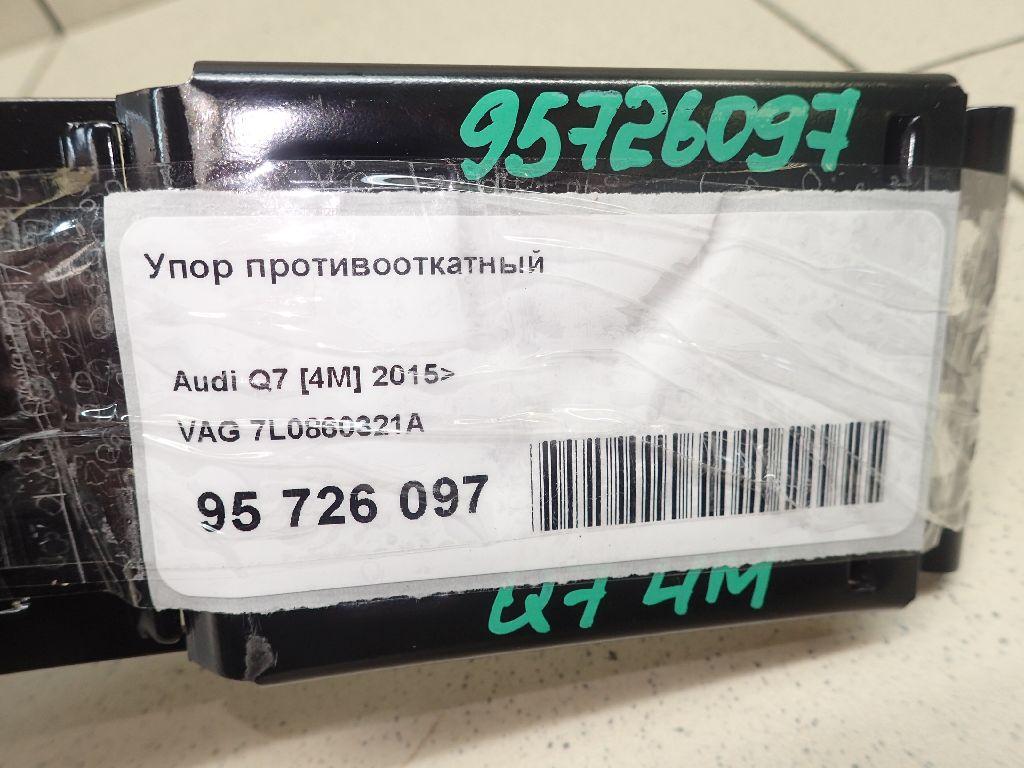 95726097
Упор противооткатный
Audi Q7 [4M] 2015>
VAG 7L0860321A
95 726 097
Q7 4M